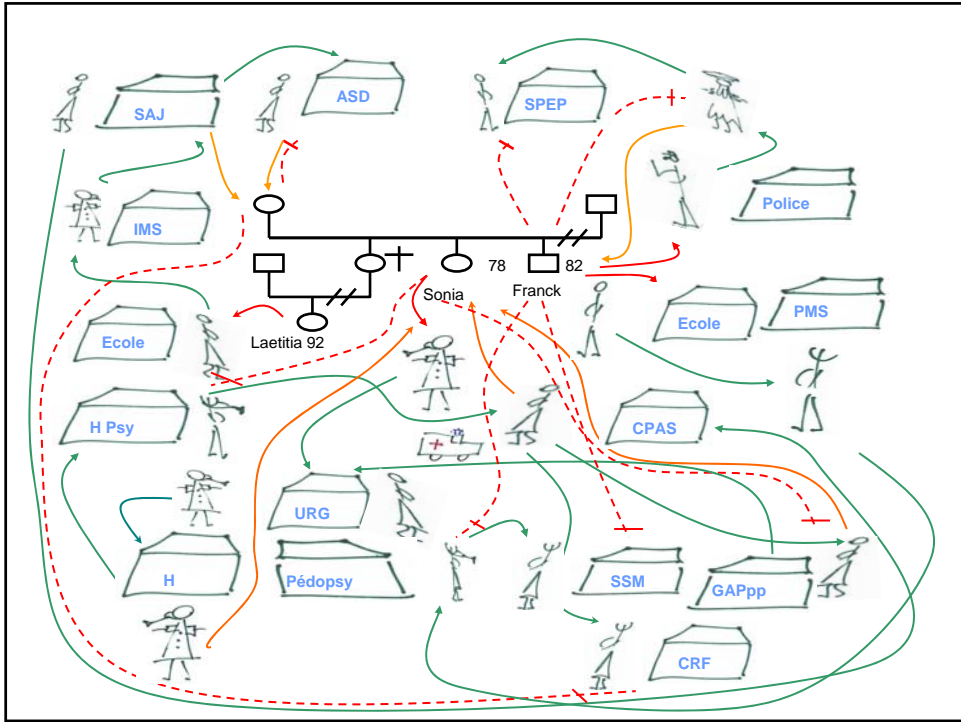 ASD
SPEP
SAJ
Police
IMS
78
82
Sonia
Franck
Ecole
Laetitia 92
Ecole
PMS
H Psy
CPAS
URG
H
Pédopsy
SSM
GAPpp
CRF